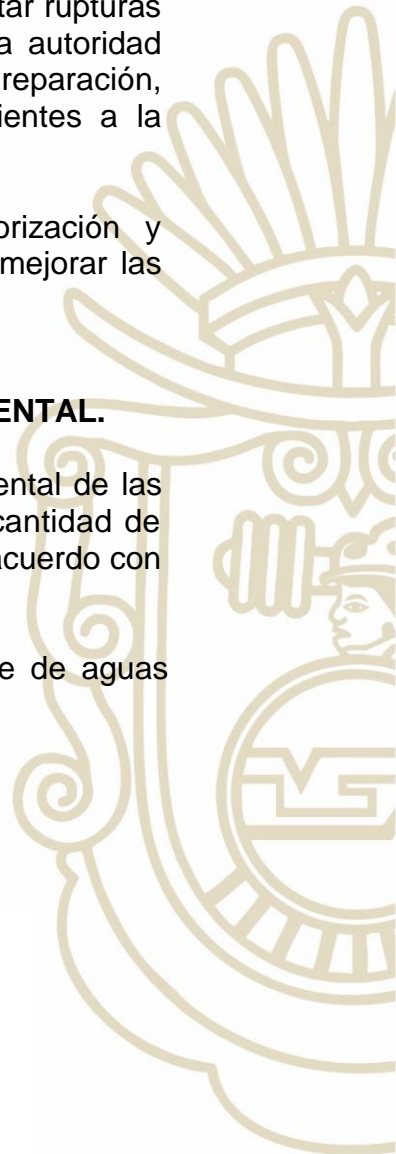 tar rupturas
a autoridad
reparación,
ientes a la
orización y
mejorar las
ENTAL.
ental de las
cantidad de
acuerdo con
e de aguas